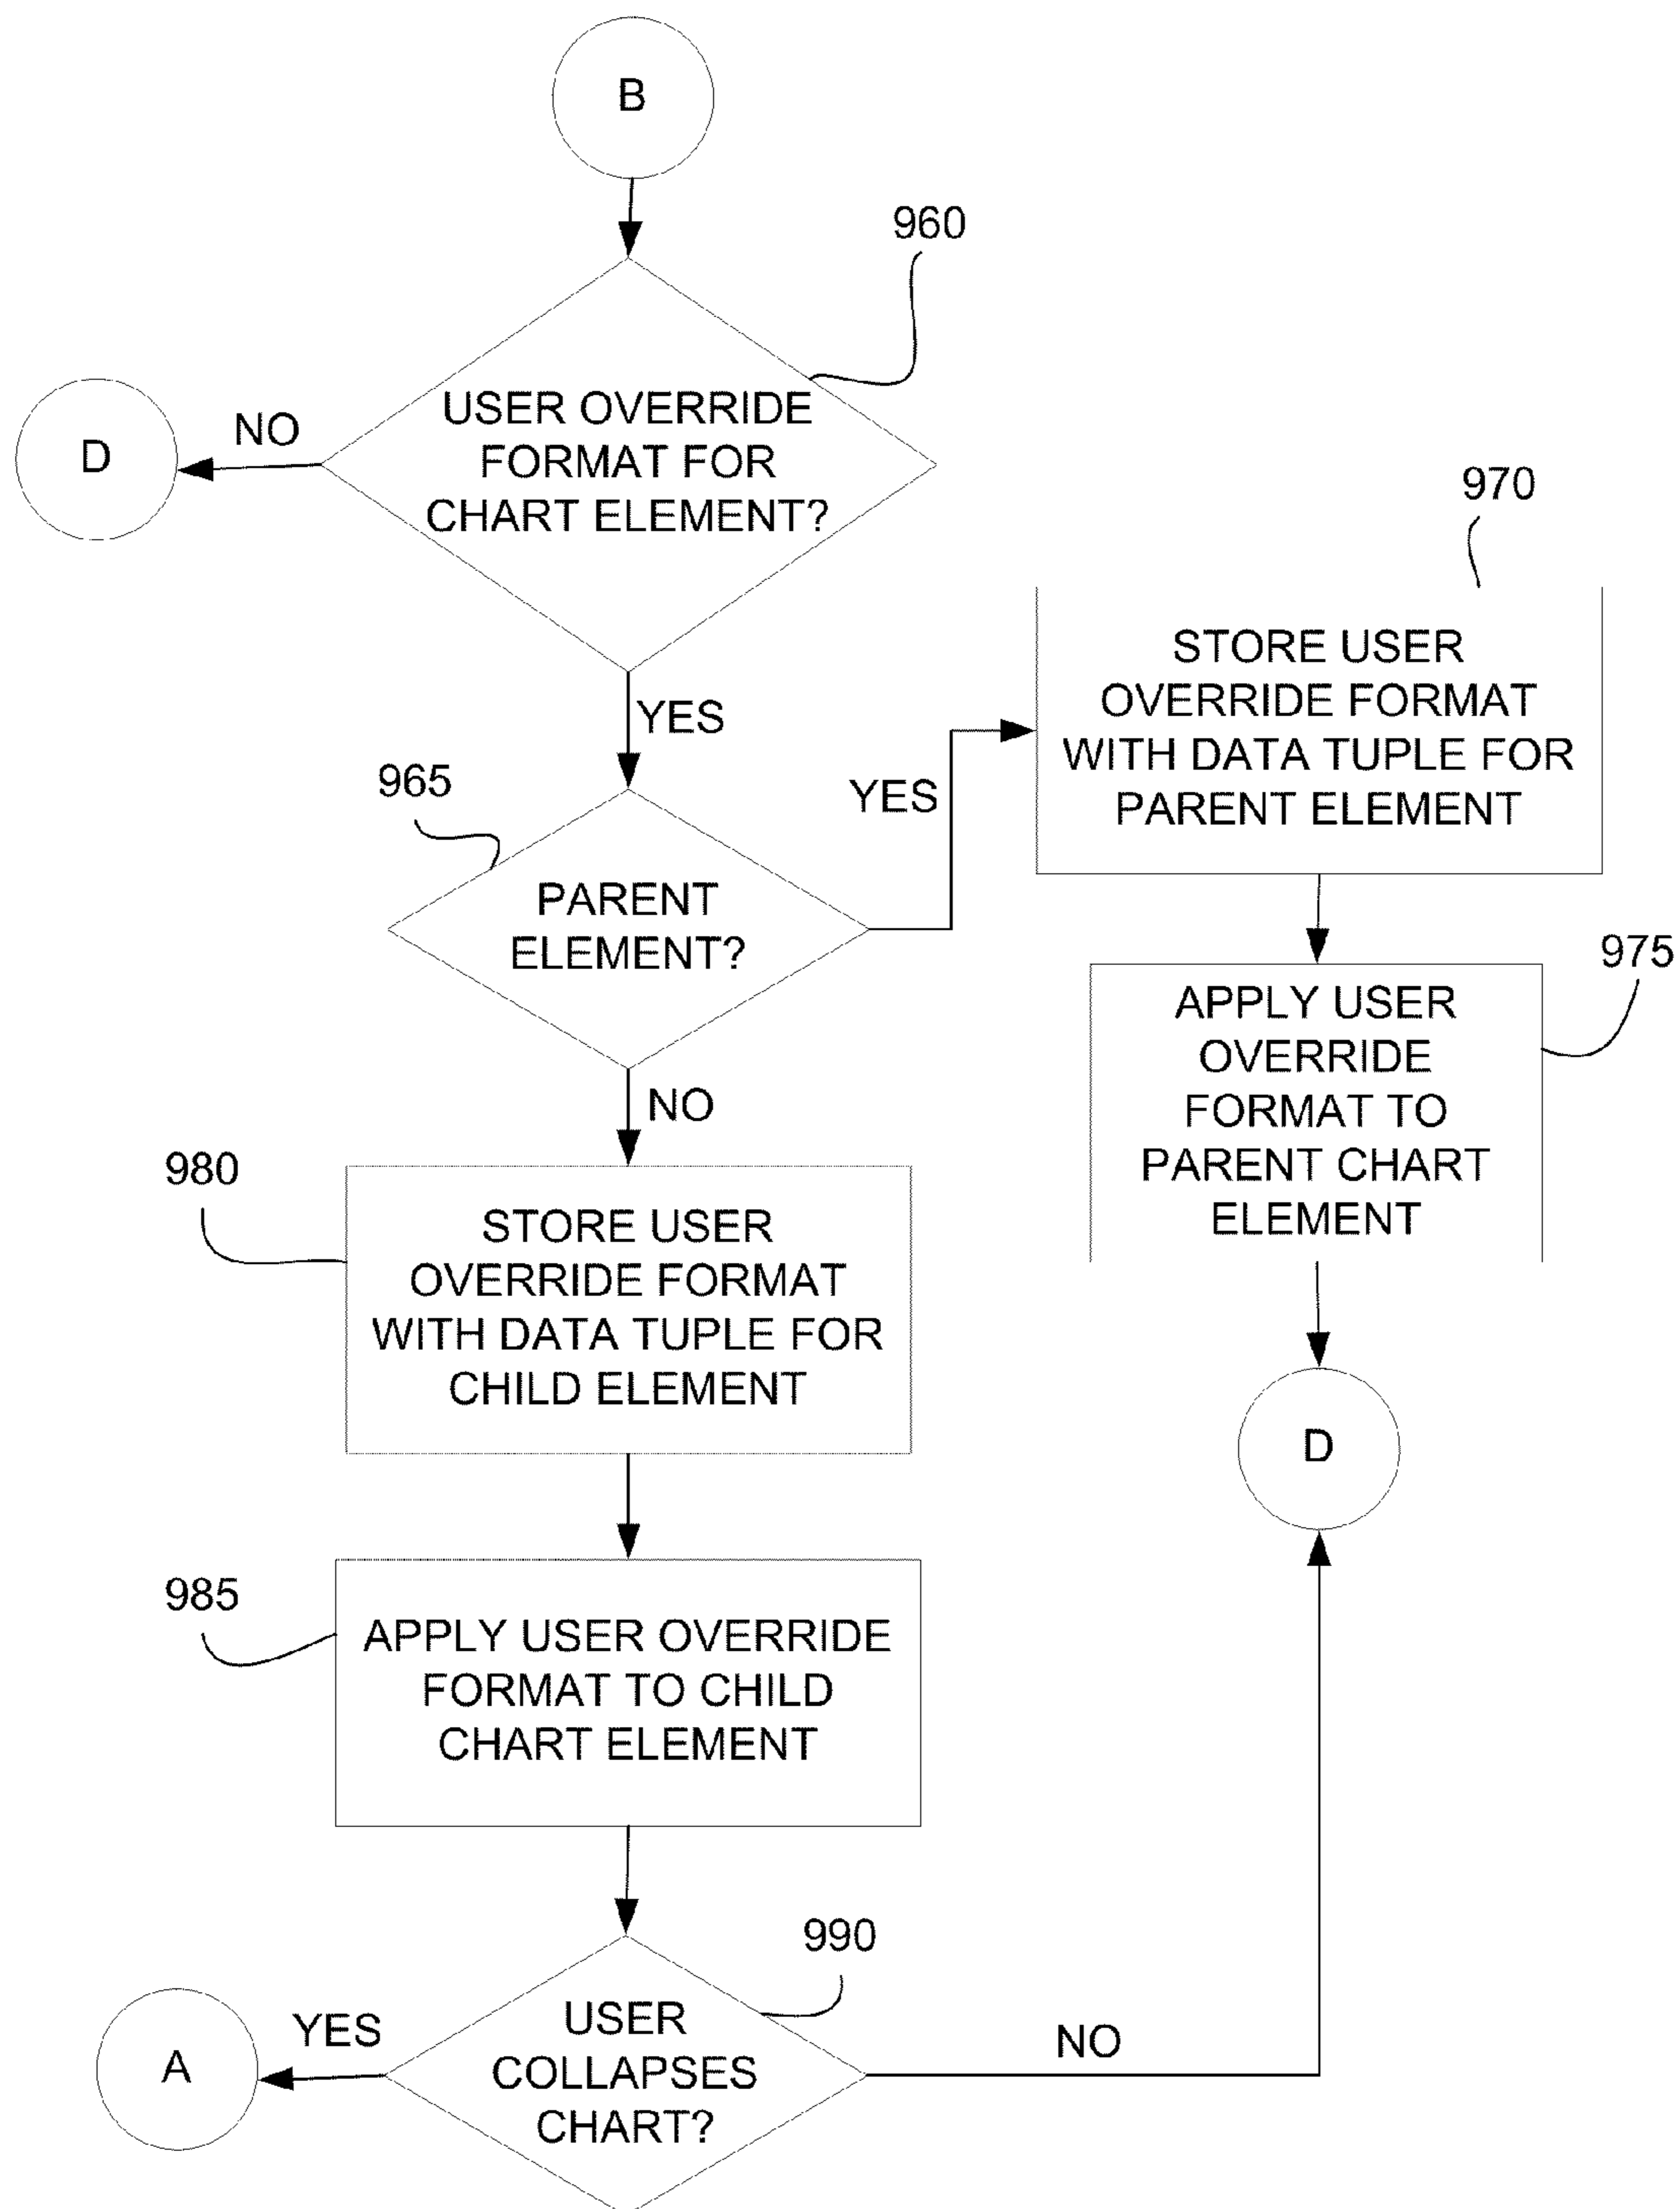 B
960
USER OVERRIDE
FORMAT FOR
CHART ELEMENT?
NO
D
YES
965
PARENT
ELEMENT?
YES
970
STORE USER
OVERRIDE FORMAT
WITH DATA TUPLE FOR
PARENT ELEMENT
975
APPLY USER
OVERRIDE
FORMAT TO
PARENT CHART
ELEMENT
D
NO
980
STORE USER
OVERRIDE FORMAT
WITH DATA TUPLE FOR
CHILD ELEMENT
985
APPLY USER OVERRIDE
FORMAT TO CHILD
CHART ELEMENT
990
USER
COLLAPSES
CHART?
YES
A
NO